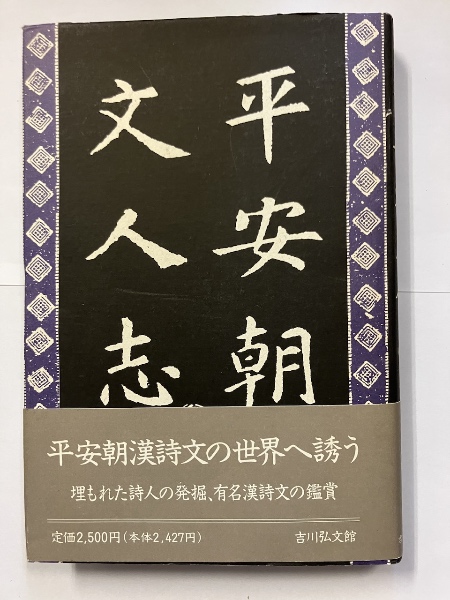 平安朝
文人志
平安朝漢詩文の世界へ誘う
埋もれた詩人の発掘、有名漢詩文の鑑賞
定価2,500円(本体2,427円)
吉川弘文館